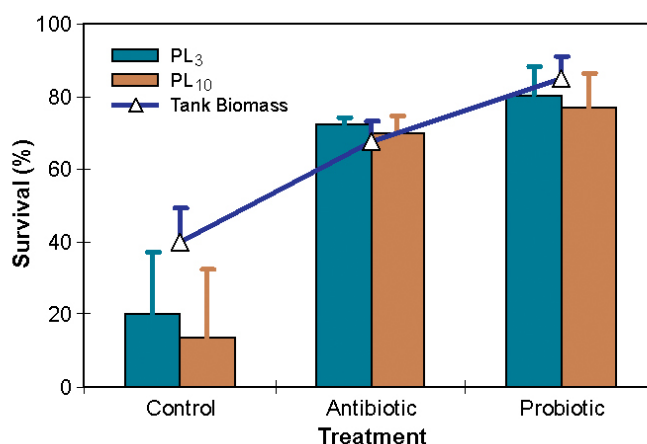 100
80
60
40
20
0
Survival (%)
PL₃
PL₁₀
Tank Biomass
Control Antibiotic Probiotic
Treatment